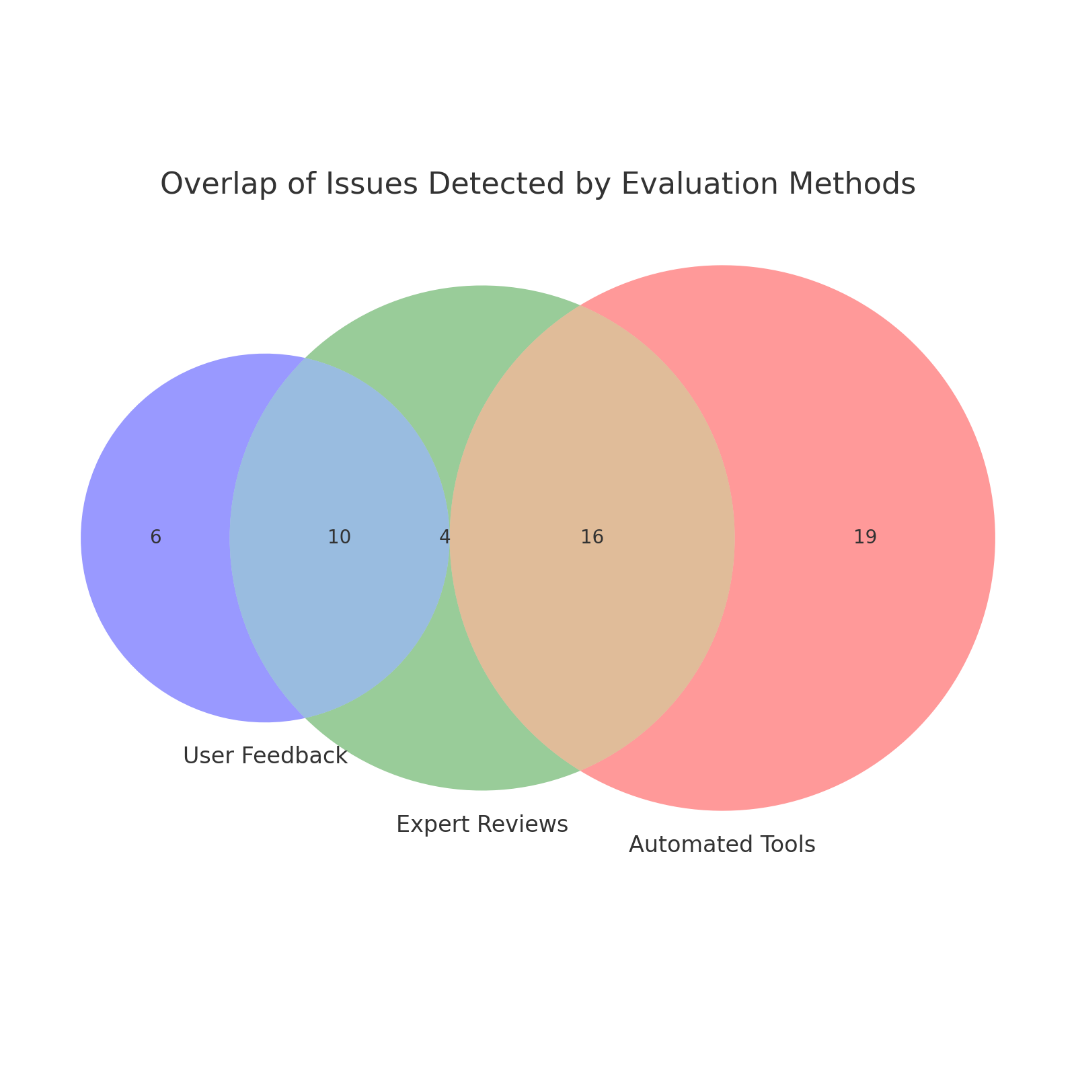 Overlap of Issues Detected by Evaluation Methods
6 10 4 16 19
User Feedback
Expert Reviews
Automated Tools